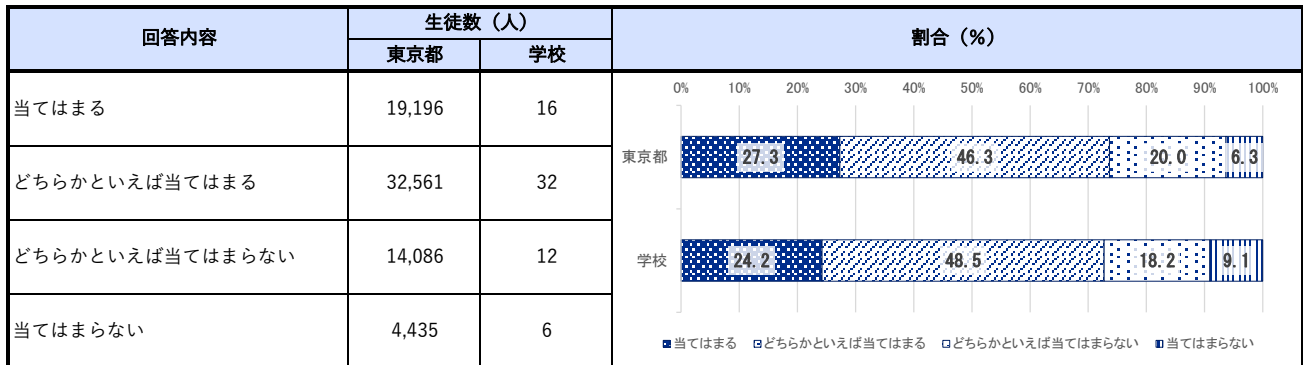 回答内容 生徒数（人） 割合（%）
東京都 学校
当てはまる 19,196 16
どちらかといえば当てはまる 32,561 32
どちらかといえば当てはまらない 14,086 12
当てはまらない 4,435 6
0% 10% 20% 30% 40% 50% 60% 70% 80% 90% 100%
東京都 27.3 46.3 20.0 6.3
学校 24.2 48.5 18.2 9.1
当てはまる どちらかといえば当てはまる どちらかといえば当てはまらない 当てはまらない